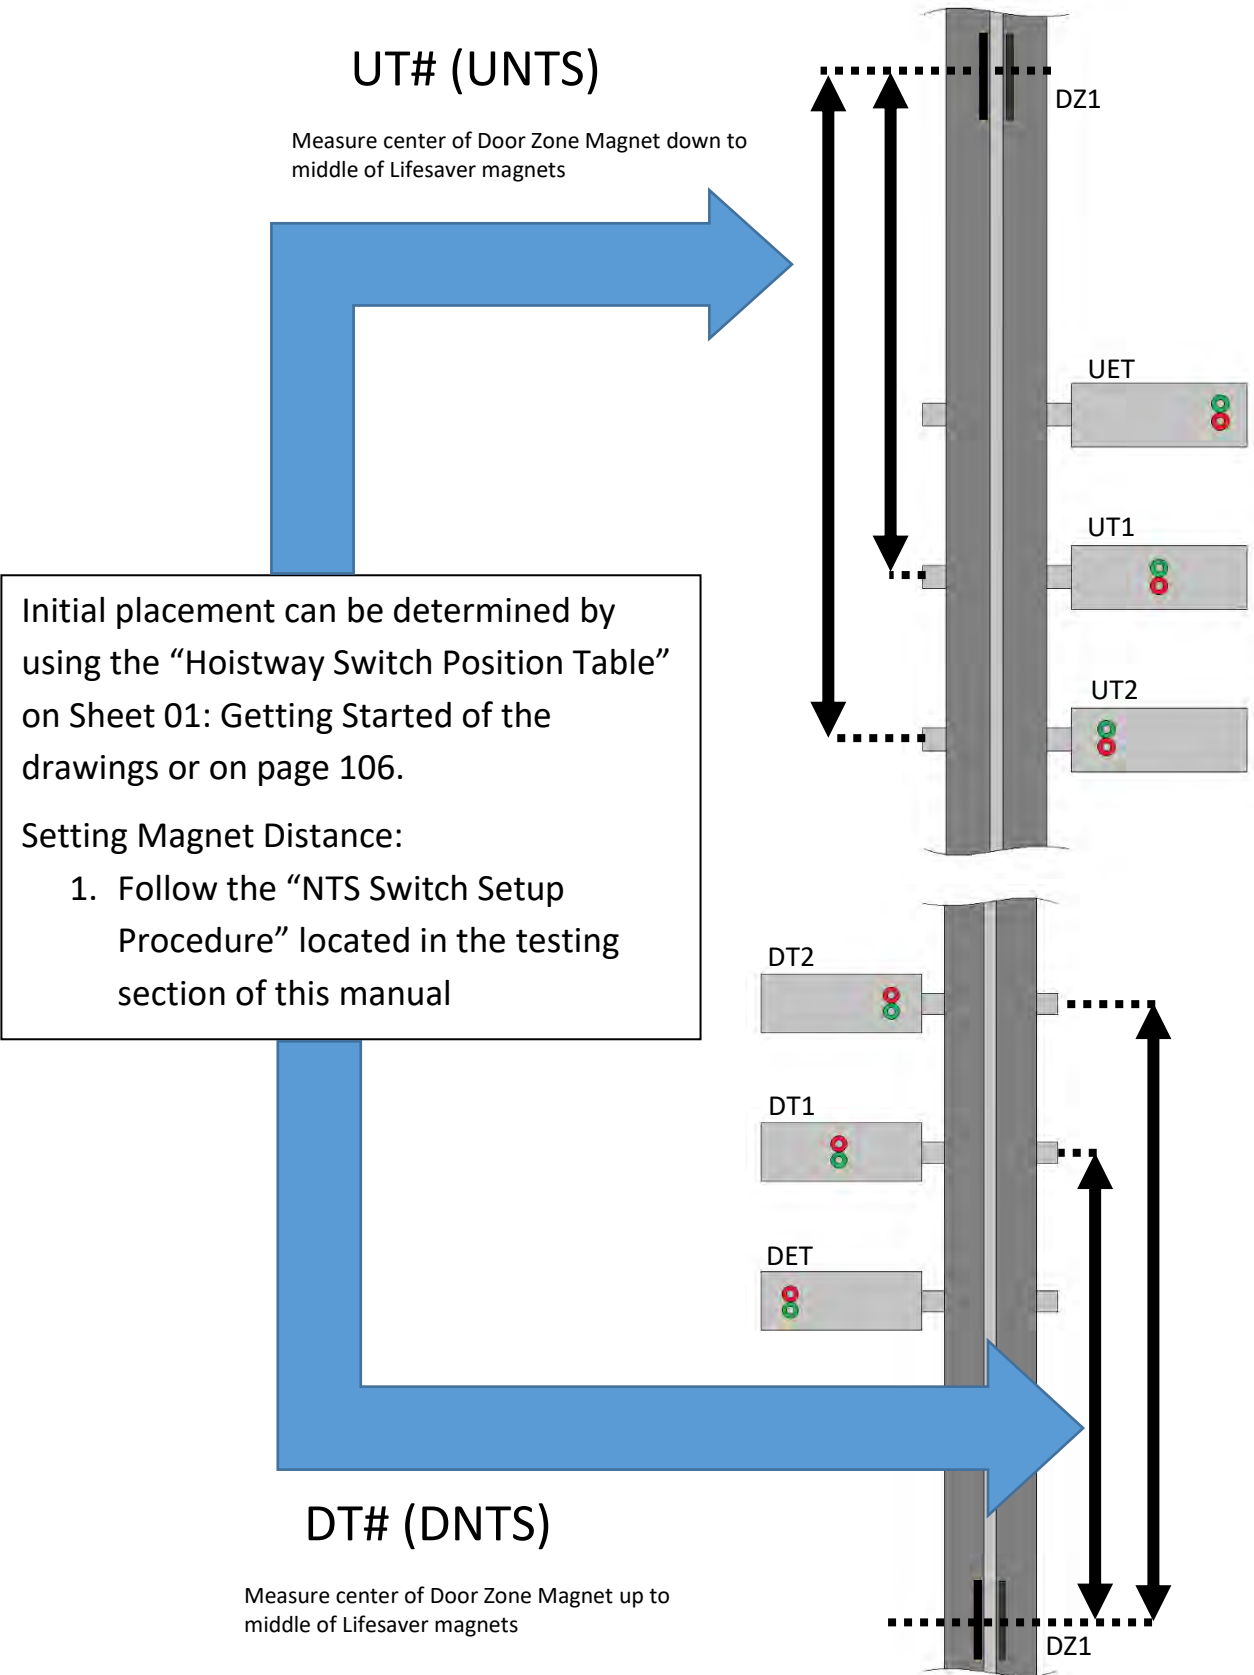 UT# (UNTS)
DZ1
Measure center of Door Zone Magnet down to
middle of Lifesaver magnets
UET
UT1
UT2
Initial placement can be determined by
using the “Hoistway Switch Position Table”
on Sheet 01: Getting Started of the
drawings or on page 106.
Setting Magnet Distance:
1. Follow the “NTS Switch Setup
Procedure” located in the testing
section of this manual
DT2
DT1
DET
DT# (DNTS)
Measure center of Door Zone Magnet up to
middle of Lifesaver magnets
DZ1